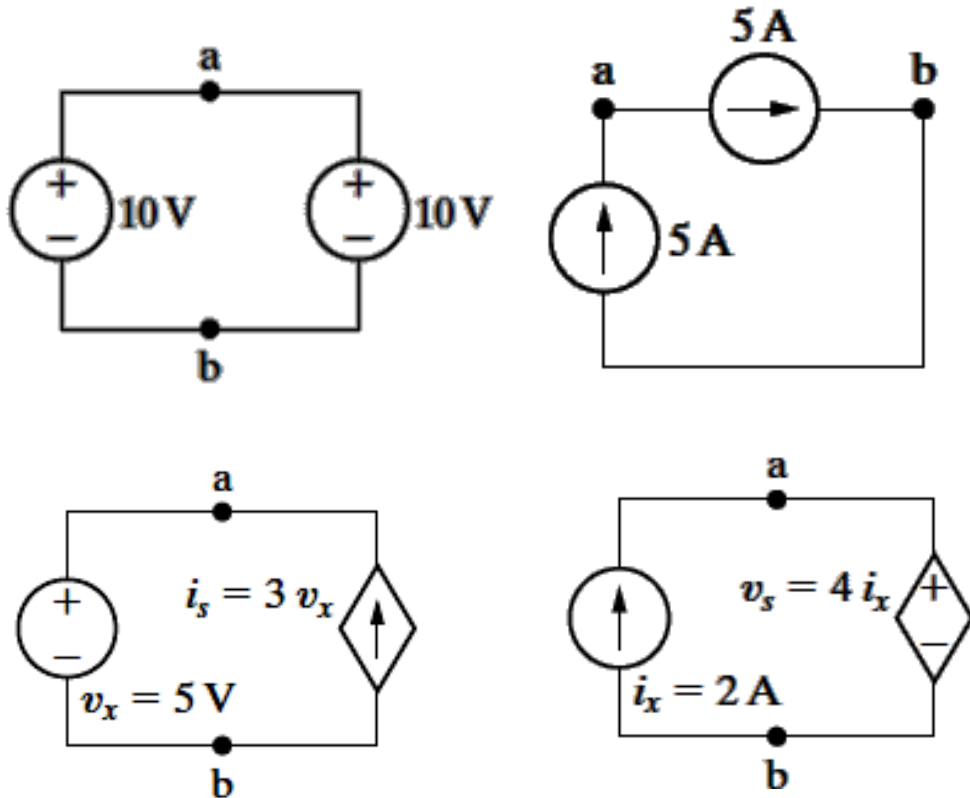 a
+
−
10 V
+
−
10 V
b
5 A
a
b
5 A
a
+
−
i_s = 3 v_x
v_x = 5 V
b
a
v_s = 4 i_x
+
−
i_x = 2 A
b